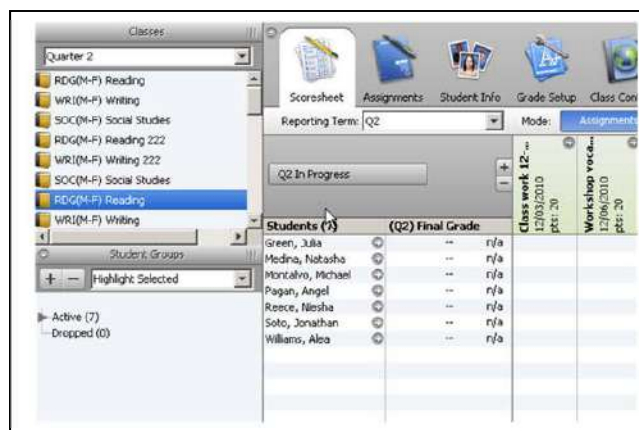 Classes
Quarter 2
RDG(M-F) Reading
WRI(M-F) Writing
SOC(M-F) Social Studies
RDG(M-F) Reading 222
WRI(M-F) Writing 222
SOC(M-F) Social Studies
RDG(M-F) Reading
WRI(M-F) Writing
Student Groups
+ − Highlight Selected
Active (7)
Dropped (0)
Scoresheet Assignments Student Info Grade Setup Class Con
Reporting Term: Q2 Mode: Assignments
Q2 In Progress
+
−
Class work 12-...
12/03/2010
pts: 20
Workshop voca...
12/06/2010
pts: 20
Students (7) (Q2) Final Grade
Green, Julia -- n/a
Medina, Natasha -- n/a
Montalvo, Michael -- n/a
Pagan, Angel -- n/a
Reece, Niesha -- n/a
Soto, Jonathan -- n/a
Williams, Alea -- n/a